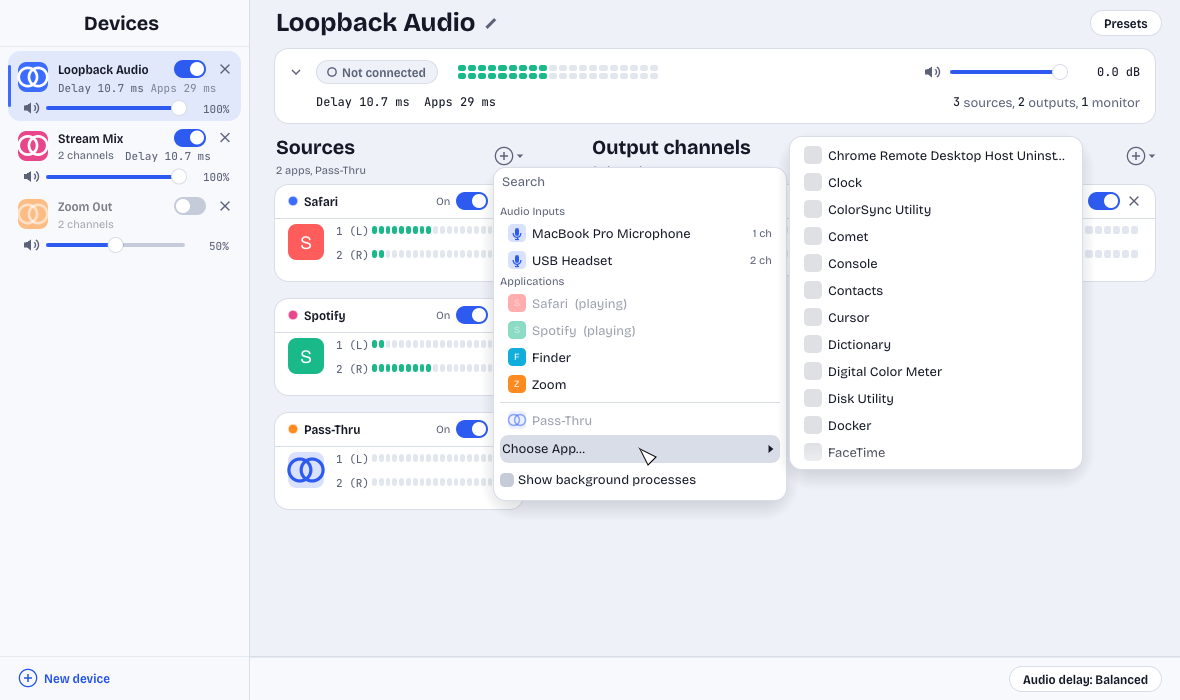 Devices
Loopback Audio
Delay 10.7 ms Apps 29 ms
100%
Stream Mix
2 channels Delay 10.7 ms
100%
Zoom Out
2 channels
50%
New device
Loopback Audio
Presets
Not connected
0.0 dB
Delay 10.7 ms Apps 29 ms
3 sources, 2 outputs, 1 monitor
Sources
2 apps, Pass-Thru
Output channels
Safari On
S
1 (L)
2 (R)
Spotify On
S
1 (L)
2 (R)
Pass-Thru On
1 (L)
2 (R)
Search
Audio Inputs
MacBook Pro Microphone 1 ch
USB Headset 2 ch
Applications
S Safari (playing)
S Spotify (playing)
F Finder
Z Zoom
Pass-Thru
Choose App...
Show background processes
Chrome Remote Desktop Host Uninst...
Clock
ColorSync Utility
Comet
Console
Contacts
Cursor
Dictionary
Digital Color Meter
Disk Utility
Docker
FaceTime
Audio delay: Balanced